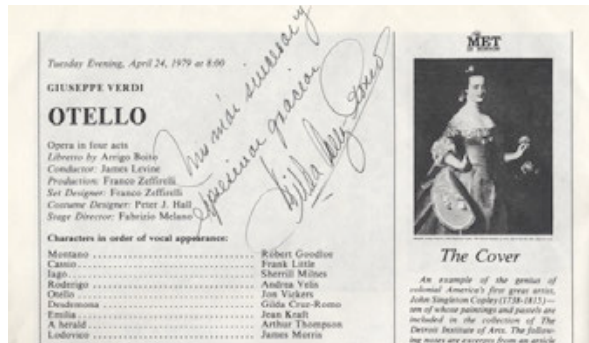 Tuesday Evening, April 24, 1979 at 8:00
GIUSEPPE VERDI
OTELLO
Opera in four acts
Libretto by Arrigo Boito
Conductor: James Levine
Production: Franco Zeffirelli
Set Designer: Franco Zeffirelli
Costume Designer: Peter J. Hall
Stage Director: Fabrizio Melano
Characters in order of vocal appearance:
Montano Robert Goodloe
Cassio Frank Little
Iago Sherrill Milnes
Roderigo Andrea Velis
Otello Jon Vickers
Desdemona Gilda Cruz-Romo
Emilia Jean Kraft
A herald Arthur Thompson
Lodovico James Morris
gracias
Gilda Cruz Romo
MET
The Cover
An example of the genius of
colonial America's first great artist,
John Singleton Copley (1738-1815)—
ten of whose paintings and pastels are
included in the collection of The
Detroit Institute of Arts. The follow-
ing notes are excerpts from an article